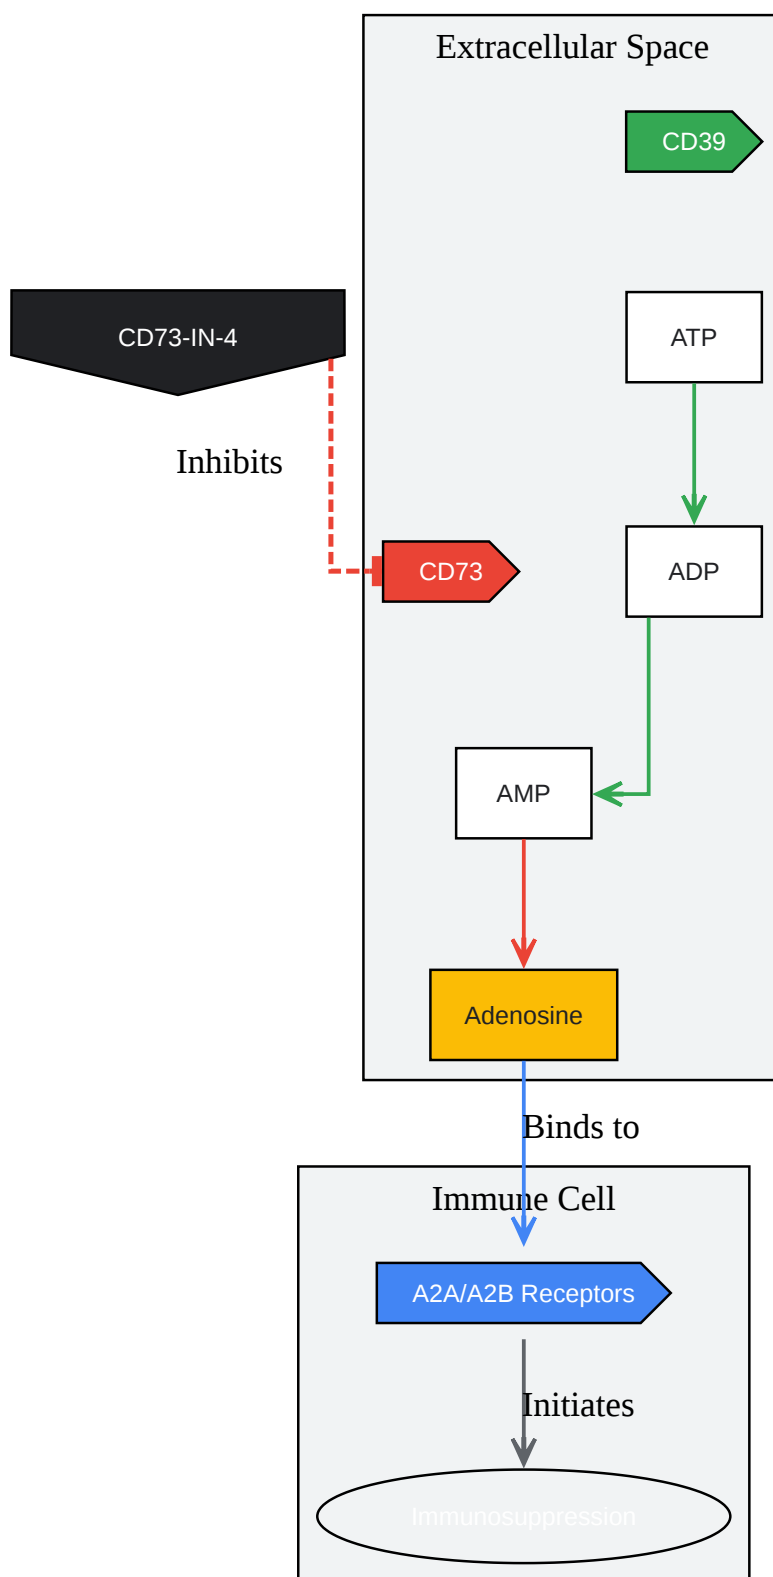 Extracellular Space
CD39
CD73-IN-4
ATP
Inhibits
CD73
ADP
AMP
Adenosine
Binds to
Immune Cell
A2A/A2B Receptors
Initiates
Immunosuppression